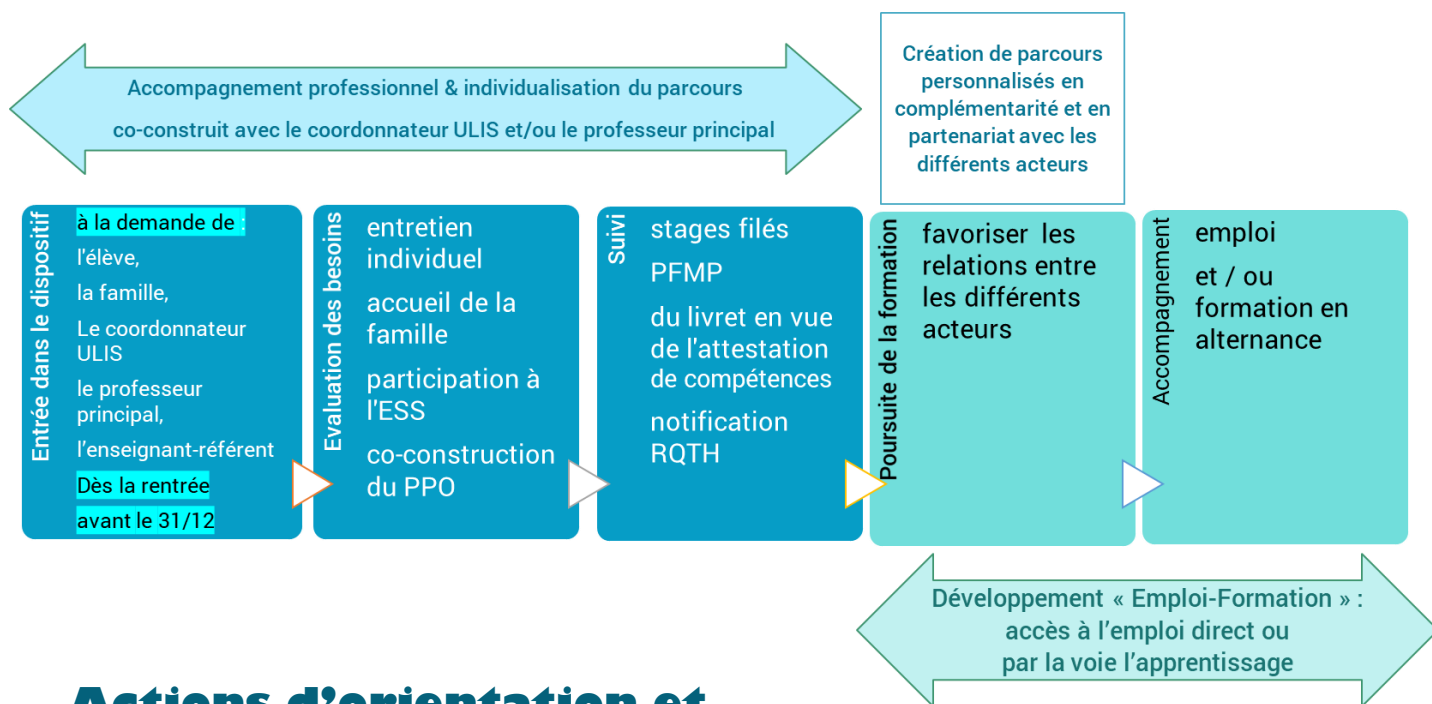 Accompagnement professionnel & individualisation du parcours
co-construit avec le coordonnateur ULIS et/ou le professeur principal
Création de parcours
personnalisés en
complémentarité et en
partenariat avec les
différents acteurs
Entrée dans le dispositif
à la demande de :
l'élève,
la famille,
Le coordonnateur
ULIS
le professeur
principal,
l'enseignant-référent
Dès la rentrée
avant le 31/12
Evaluation des besoins
entretien
individuel
accueil de la
famille
participation à
l'ESS
co-construction
du PPO
Suivi
stages filés
PFMP
du livret en vue
de l'attestation
de compétences
notification
RQTH
Poursuite de la formation
favoriser les
relations entre
les différents
acteurs
Accompagnement
emploi
et / ou
formation en
alternance
Développement « Emploi-Formation » :
accès à l'emploi direct ou
par la voie l'apprentissage
Actions d'orientation et